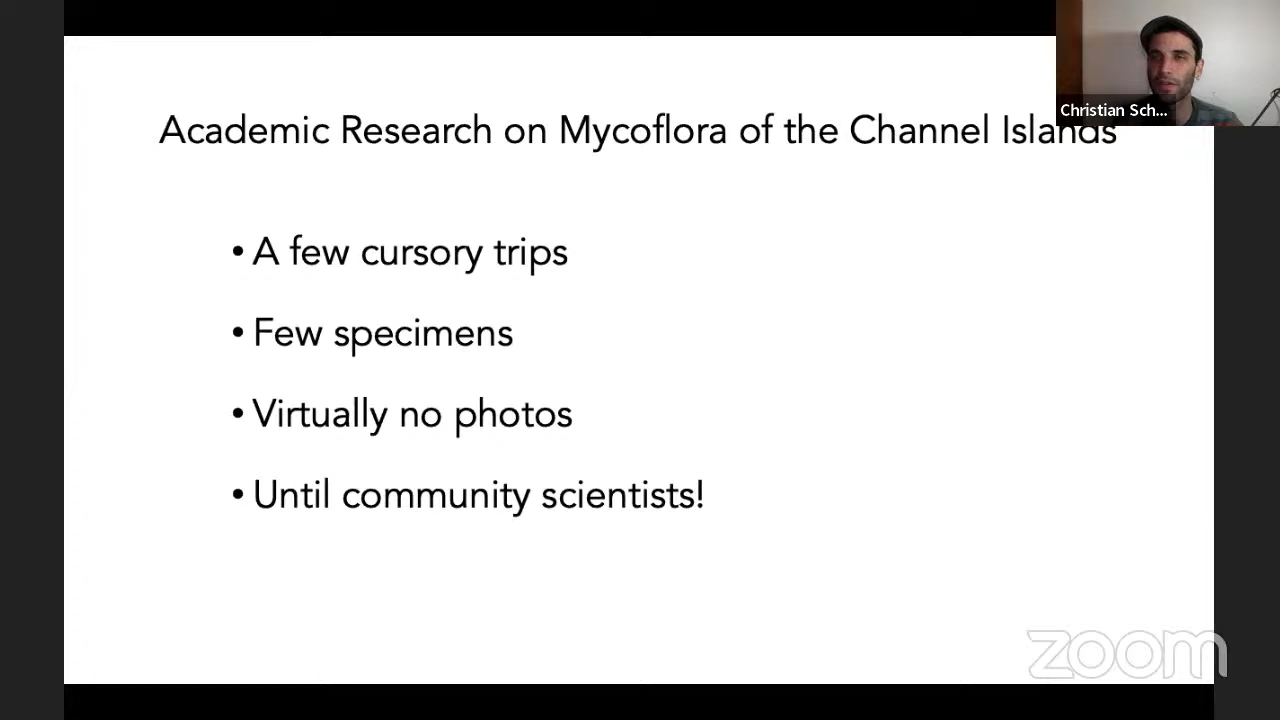 Academic Research on Mycoflora of the Channel Islands
• A few cursory trips
• Few specimens
• Virtually no photos
• Until community scientists!
Christian Sch...
zoom